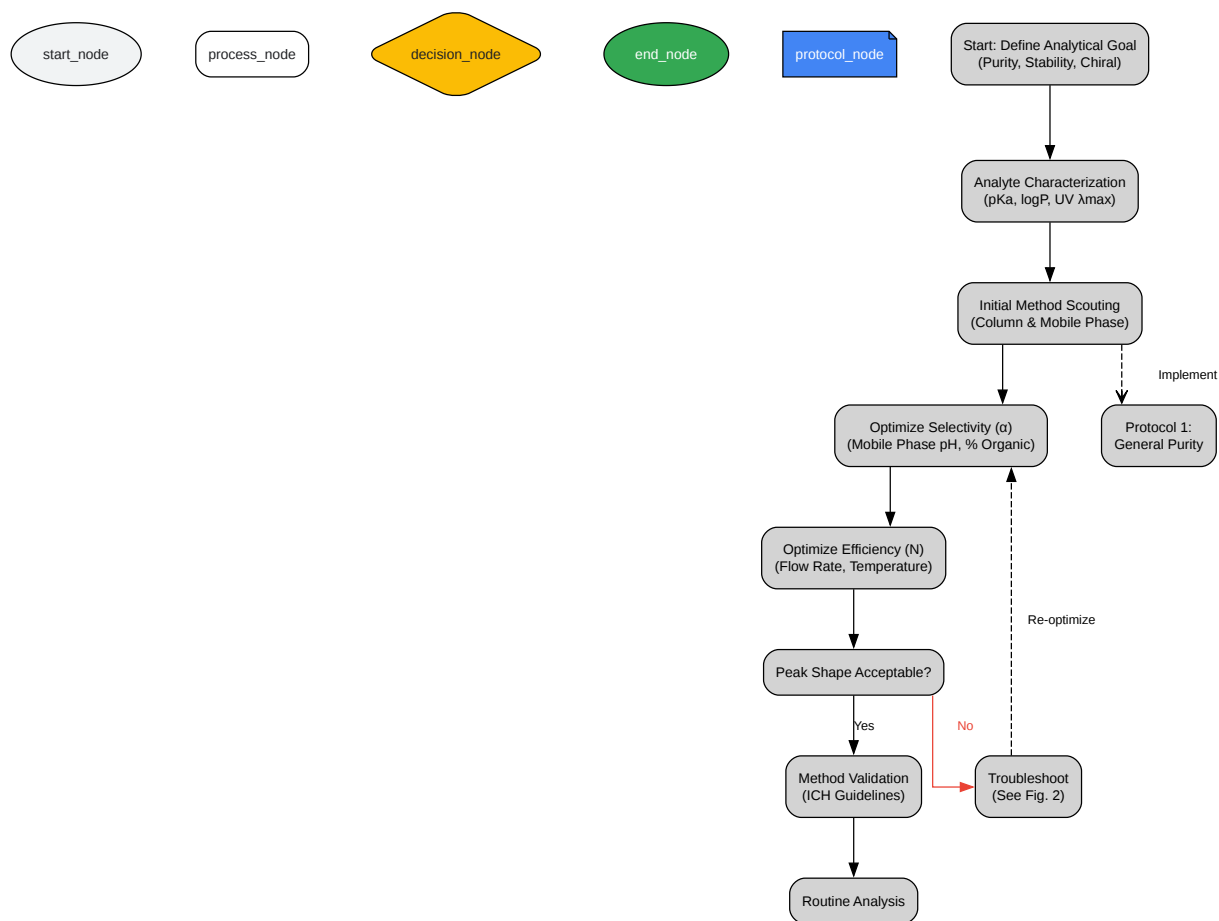 start_node
process_node
decision_node
end_node
protocol_node
Start: Define Analytical Goal
(Purity, Stability, Chiral)
Analyte Characterization
(pKa, logP, UV λmax)
Initial Method Scouting
(Column & Mobile Phase)
Implement
Optimize Selectivity (α)
(Mobile Phase pH, % Organic)
Protocol 1:
General Purity
Optimize Efficiency (N)
(Flow Rate, Temperature)
Re-optimize
Peak Shape Acceptable?
Yes
No
Method Validation
(ICH Guidelines)
Troubleshoot
(See Fig. 2)
Routine Analysis